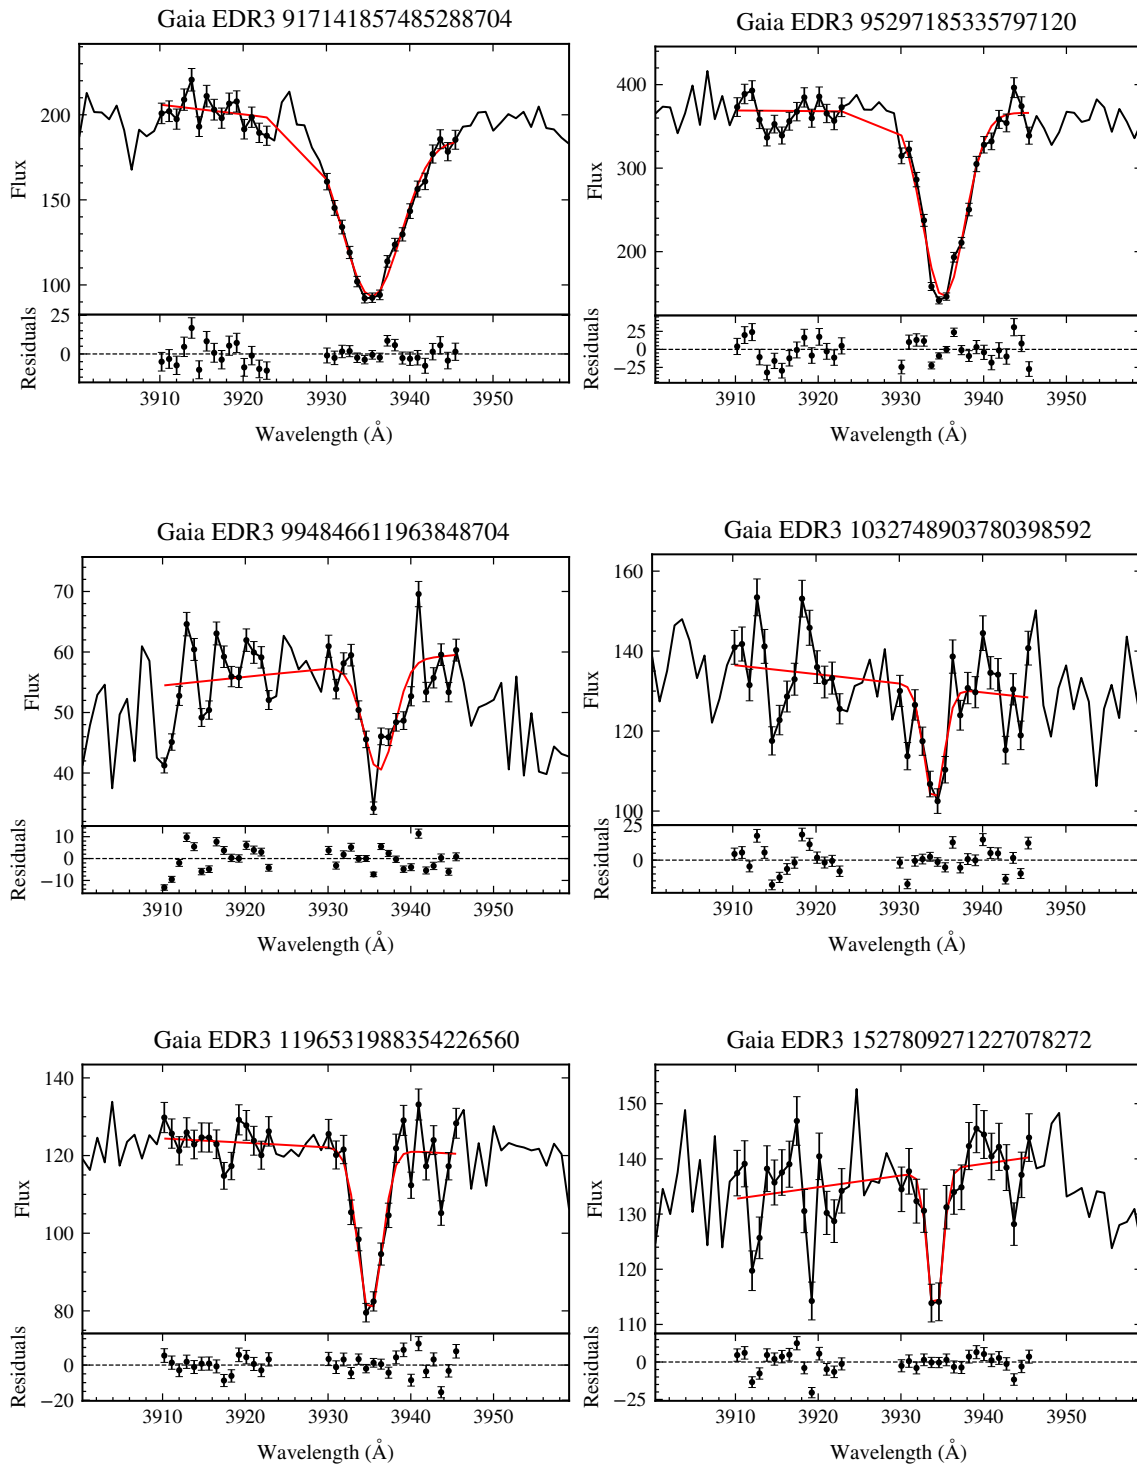 Gaia EDR3 917141857485288704
200
150
100
Flux
25
0
Residuals
3910 3920 3930 3940 3950
Wavelength (Å)
Gaia EDR3 95297185335797120
400
300
200
Flux
25
0
−25
Residuals
3910 3920 3930 3940 3950
Wavelength (Å)
Gaia EDR3 994846611963848704
70
60
50
40
Flux
10
0
−10
Residuals
3910 3920 3930 3940 3950
Wavelength (Å)
Gaia EDR3 1032748903780398592
160
140
120
100
Flux
25
0
Residuals
3910 3920 3930 3940 3950
Wavelength (Å)
Gaia EDR3 1196531988354226560
140
120
100
80
Flux
0
−20
Residuals
3910 3920 3930 3940 3950
Wavelength (Å)
Gaia EDR3 1527809271227078272
150
140
130
120
110
Flux
0
−25
Residuals
3910 3920 3930 3940 3950
Wavelength (Å)